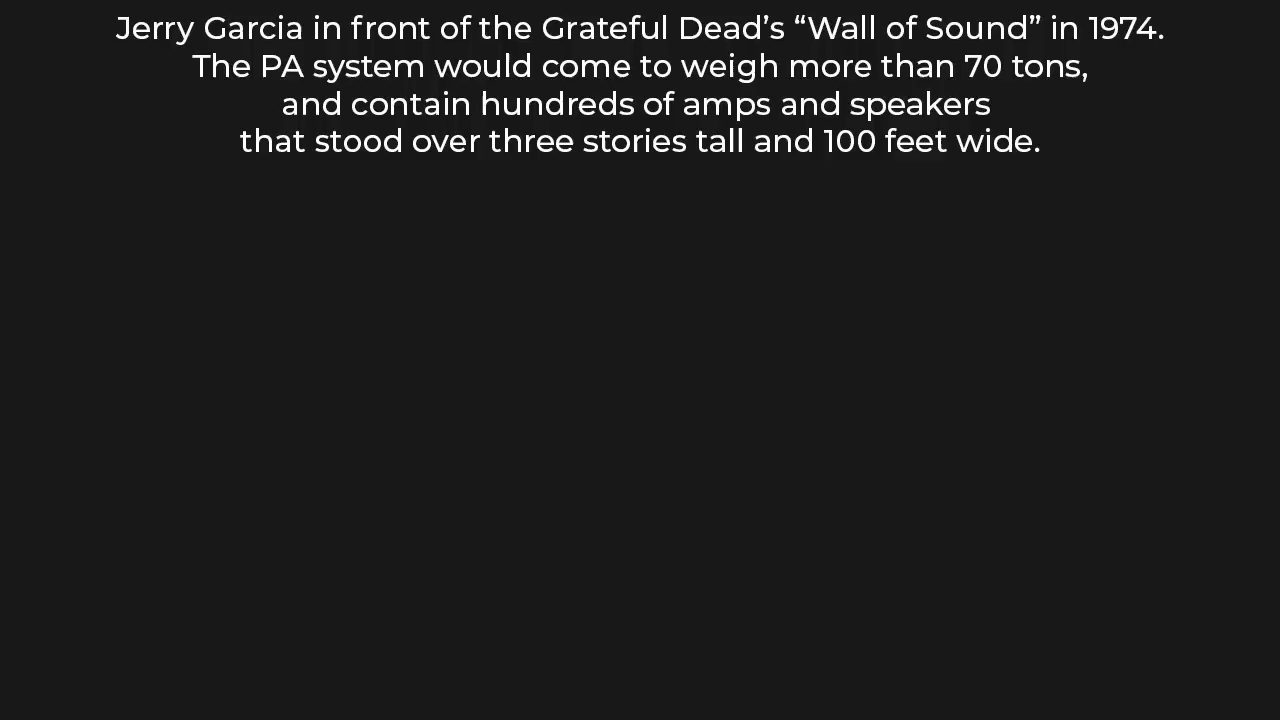 Jerry Garcia in front of the Grateful Dead’s “Wall of Sound” in 1974.
The PA system would come to weigh more than 70 tons,
and contain hundreds of amps and speakers
that stood over three stories tall and 100 feet wide.